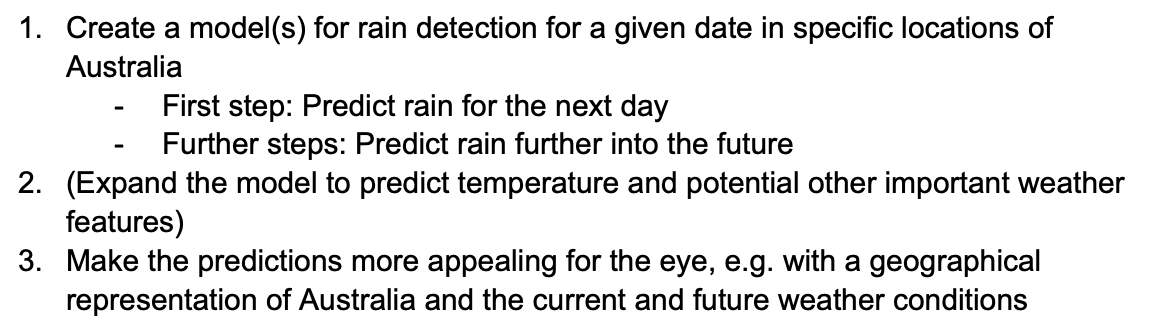 1. Create a model(s) for rain detection for a given date in specific locations of
Australia
- First step: Predict rain for the next day
- Further steps: Predict rain further into the future
2. (Expand the model to predict temperature and potential other important weather
features)
3. Make the predictions more appealing for the eye, e.g. with a geographical
representation of Australia and the current and future weather conditions